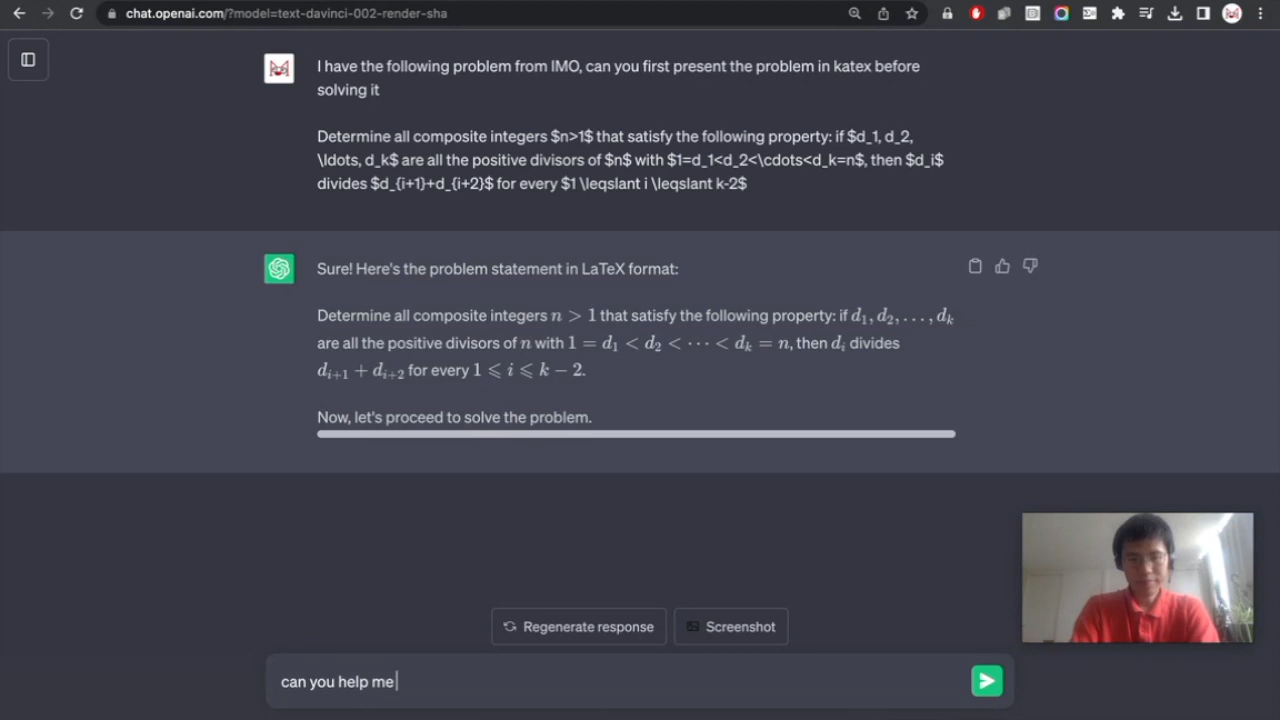 chat.openai.com/?model=text-davinci-002-render-sha
I have the following problem from IMO, can you first present the problem in katex before
solving it
Determine all composite integers $n>1$ that satisfy the following property: if $d_1, d_2,
\ldots, d_k$ are all the positive divisors of $n$ with $1=d_1<d_2<\cdots<d_k=n$, then $d_i$
divides $d_{i+1}+d_{i+2}$ for every $1 \leqslant i \leqslant k-2$
Sure! Here's the problem statement in LaTeX format:
Determine all composite integers n > 1 that satisfy the following property: if d₁, d₂, …, dₖ
are all the positive divisors of n with 1 = d₁ < d₂ < ⋯ < dₖ = n, then dᵢ divides
dᵢ₊₁ + dᵢ₊₂ for every 1 ⩽ i ⩽ k − 2.
Now, let's proceed to solve the problem.
Regenerate response
Screenshot
can you help me